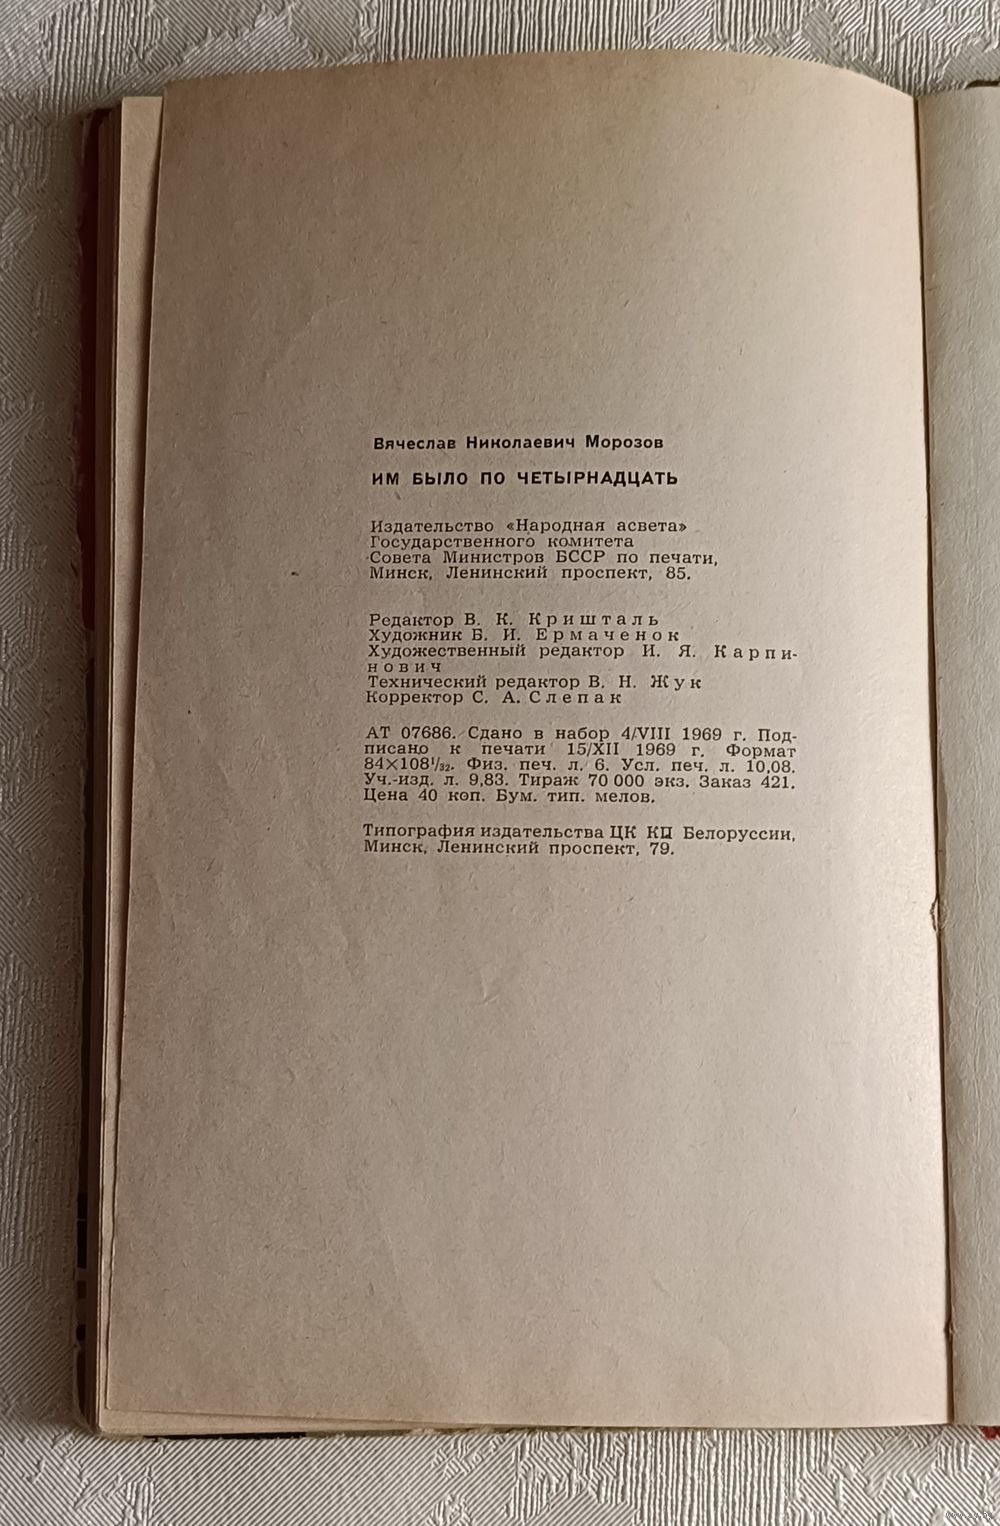 Вячеслав Николаевич Морозов
ИМ БЫЛО ПО ЧЕТЫРНАДЦАТЬ
Издательство «Народная асвета»
Государственного комитета
Совета Министров БССР по печати,
Минск, Ленинский проспект, 85.
Редактор В. К. Кришталь
Художник Б. И. Ермаченок
Художественный редактор И. Я. Карпи-
нович
Технический редактор В. Н. Жук
Корректор С. А. Слепак
АТ 07686. Сдано в набор 4/VIII 1969 г. Под-
писано к печати 15/XII 1969 г. Формат
84×108¹/₃₂. Физ. печ. л. 6. Усл. печ. л. 10,08.
Уч.-изд. л. 9,83. Тираж 70 000 экз. Заказ 421.
Цена 40 коп. Бум. тип. мелов.
Типография издательства ЦК КП Белоруссии,
Минск, Ленинский проспект, 79.